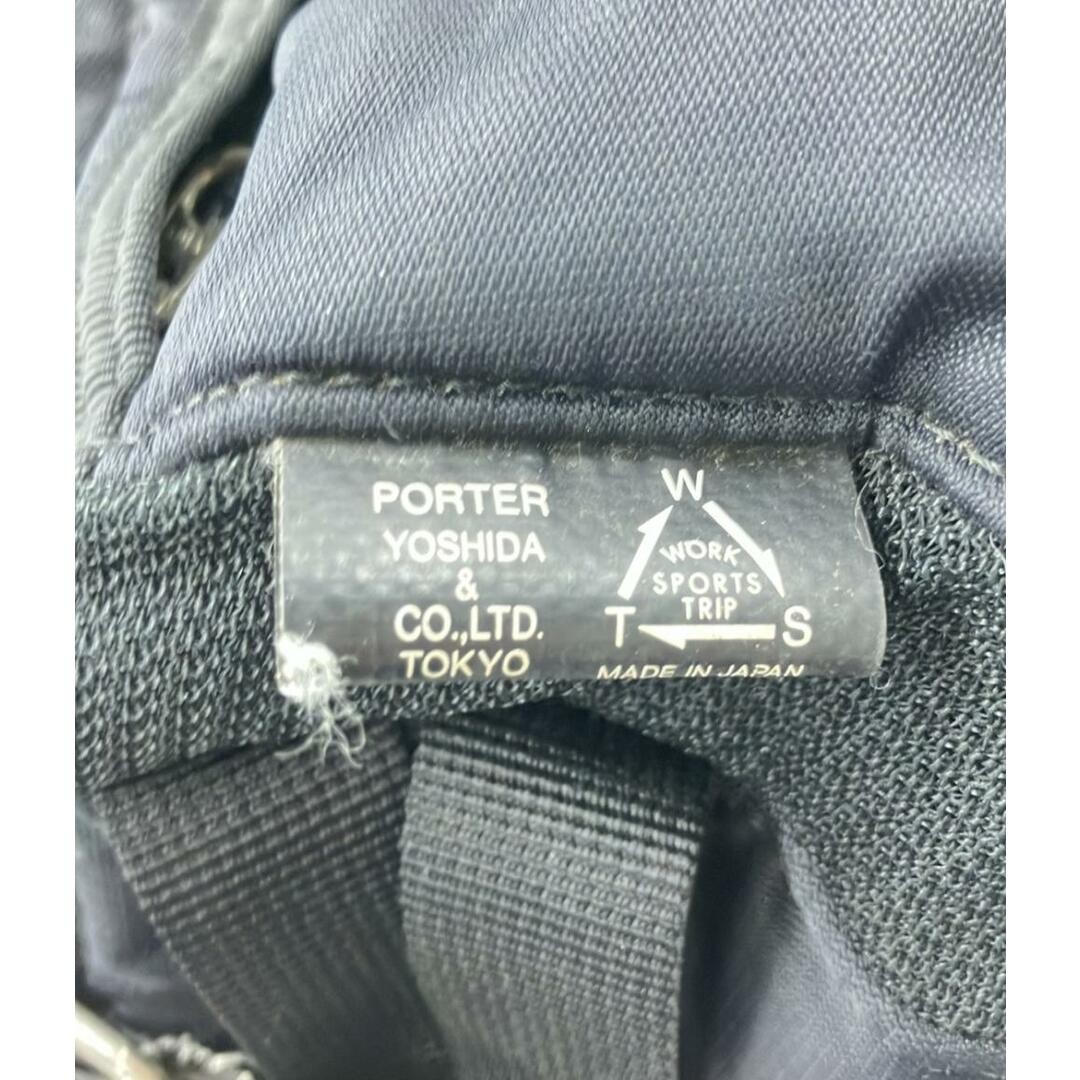 PORTER
YOSHIDA
&
CO.,LTD.
TOKYO
W
WORK
SPORTS
TRIP
T S
MADE IN JAPAN